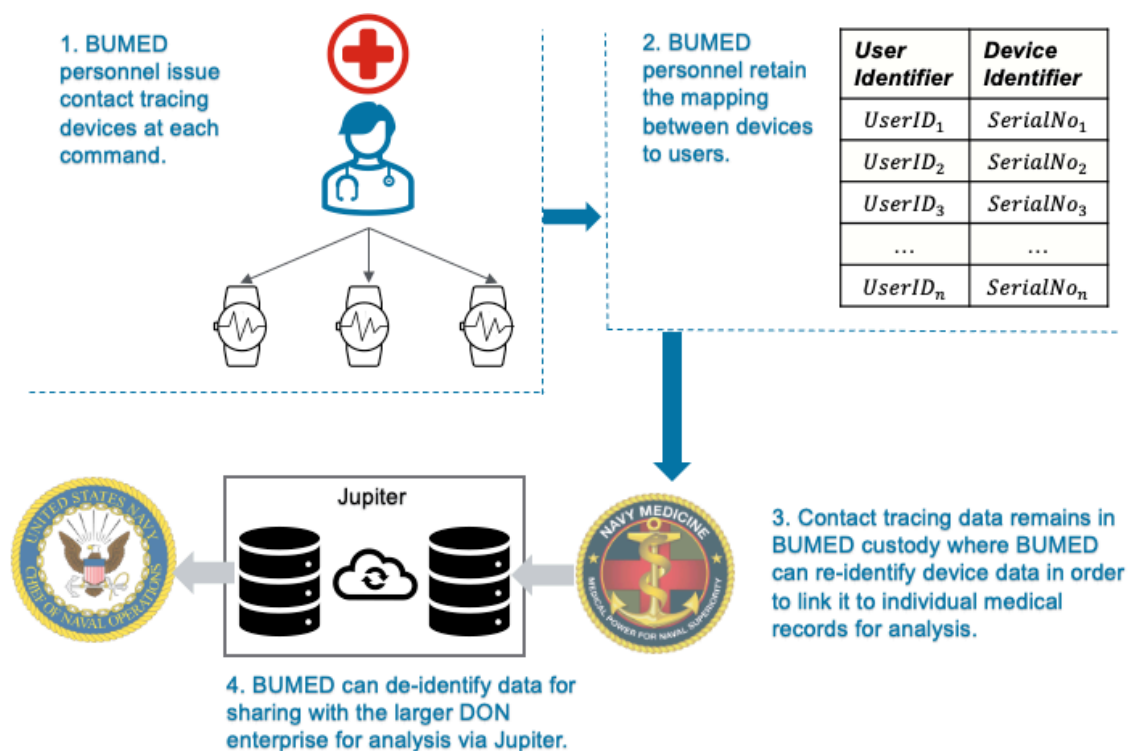 1. BUMED
personnel issue
contact tracing
devices at each
command.
2. BUMED
personnel retain
the mapping
between devices
to users.
User Identifier	Device Identifier
UserID₁	SerialNo₁
UserID₂	SerialNo₂
UserID₃	SerialNo₃
...	...
UserIDₙ	SerialNoₙ
UNITED STATES NAVY
CHIEF OF NAVAL OPERATIONS
Jupiter
NAVY MEDICINE
MEDICAL POWER FOR NAVAL SUPERIORITY
3. Contact tracing data remains in
BUMED custody where BUMED
can re-identify device data in order
to link it to individual medical
records for analysis.
4. BUMED can de-identify data for
sharing with the larger DON
enterprise for analysis via Jupiter.